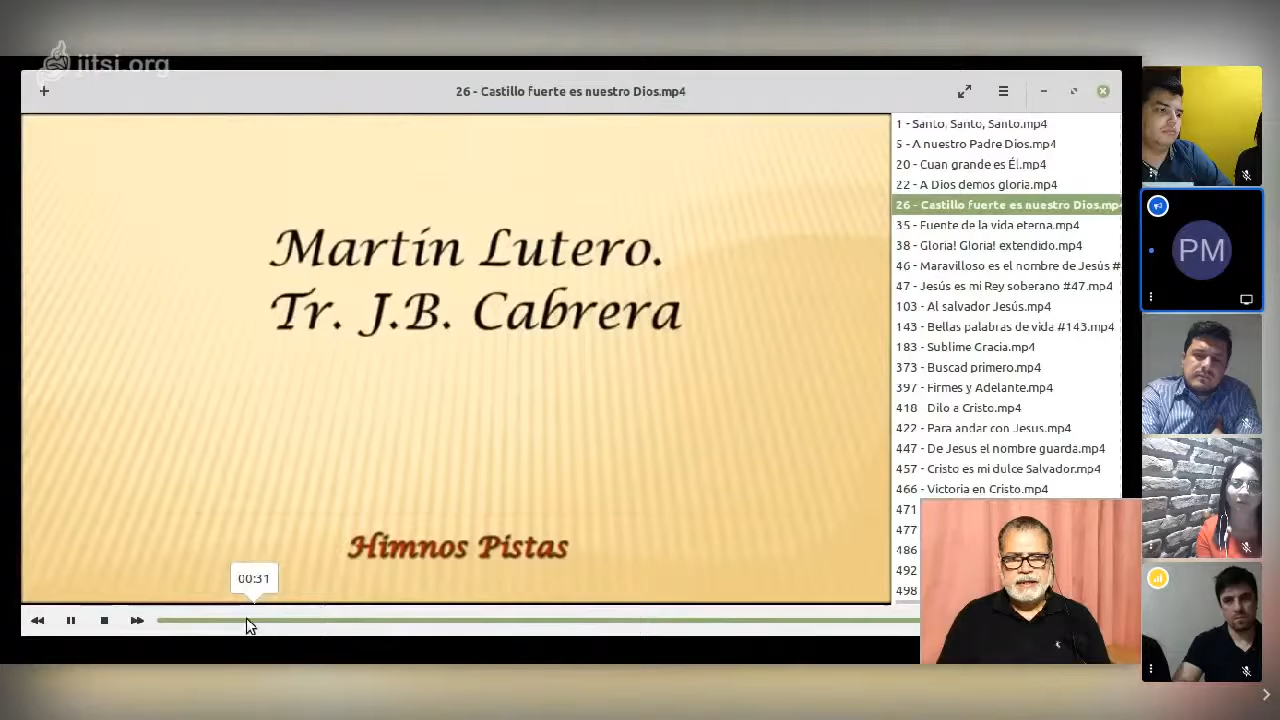 jitsi.org
26 - Castillo fuerte es nuestro Dios.mp4
Martín Lutero.
Tr. J.B. Cabrera
Himnos Pistas
00:31
1 - Santo, Santo, Santo.mp4
5 - A nuestro Padre Dios.mp4
20 - Cuan grande es Él.mp4
22 - A Dios demos gloria.mp4
26 - Castillo fuerte es nuestro Dios.mp4
35 - Fuente de la vida eterna.mp4
38 - Gloria! Gloria! extendido.mp4
46 - Maravilloso es el nombre de Jesús #
47 - Jesús es mi Rey soberano #47.mp4
103 - Al salvador Jesús.mp4
143 - Bellas palabras de vida #143.mp4
183 - Sublime Gracia.mp4
373 - Buscad primero.mp4
397 - Firmes y Adelante.mp4
418 - Dilo a Cristo.mp4
422 - Para andar con Jesus.mp4
447 - De Jesus el nombre guarda.mp4
457 - Cristo es mi dulce Salvador.mp4
466 - Victoria en Cristo.mp4
471
477
486
492
498
PM